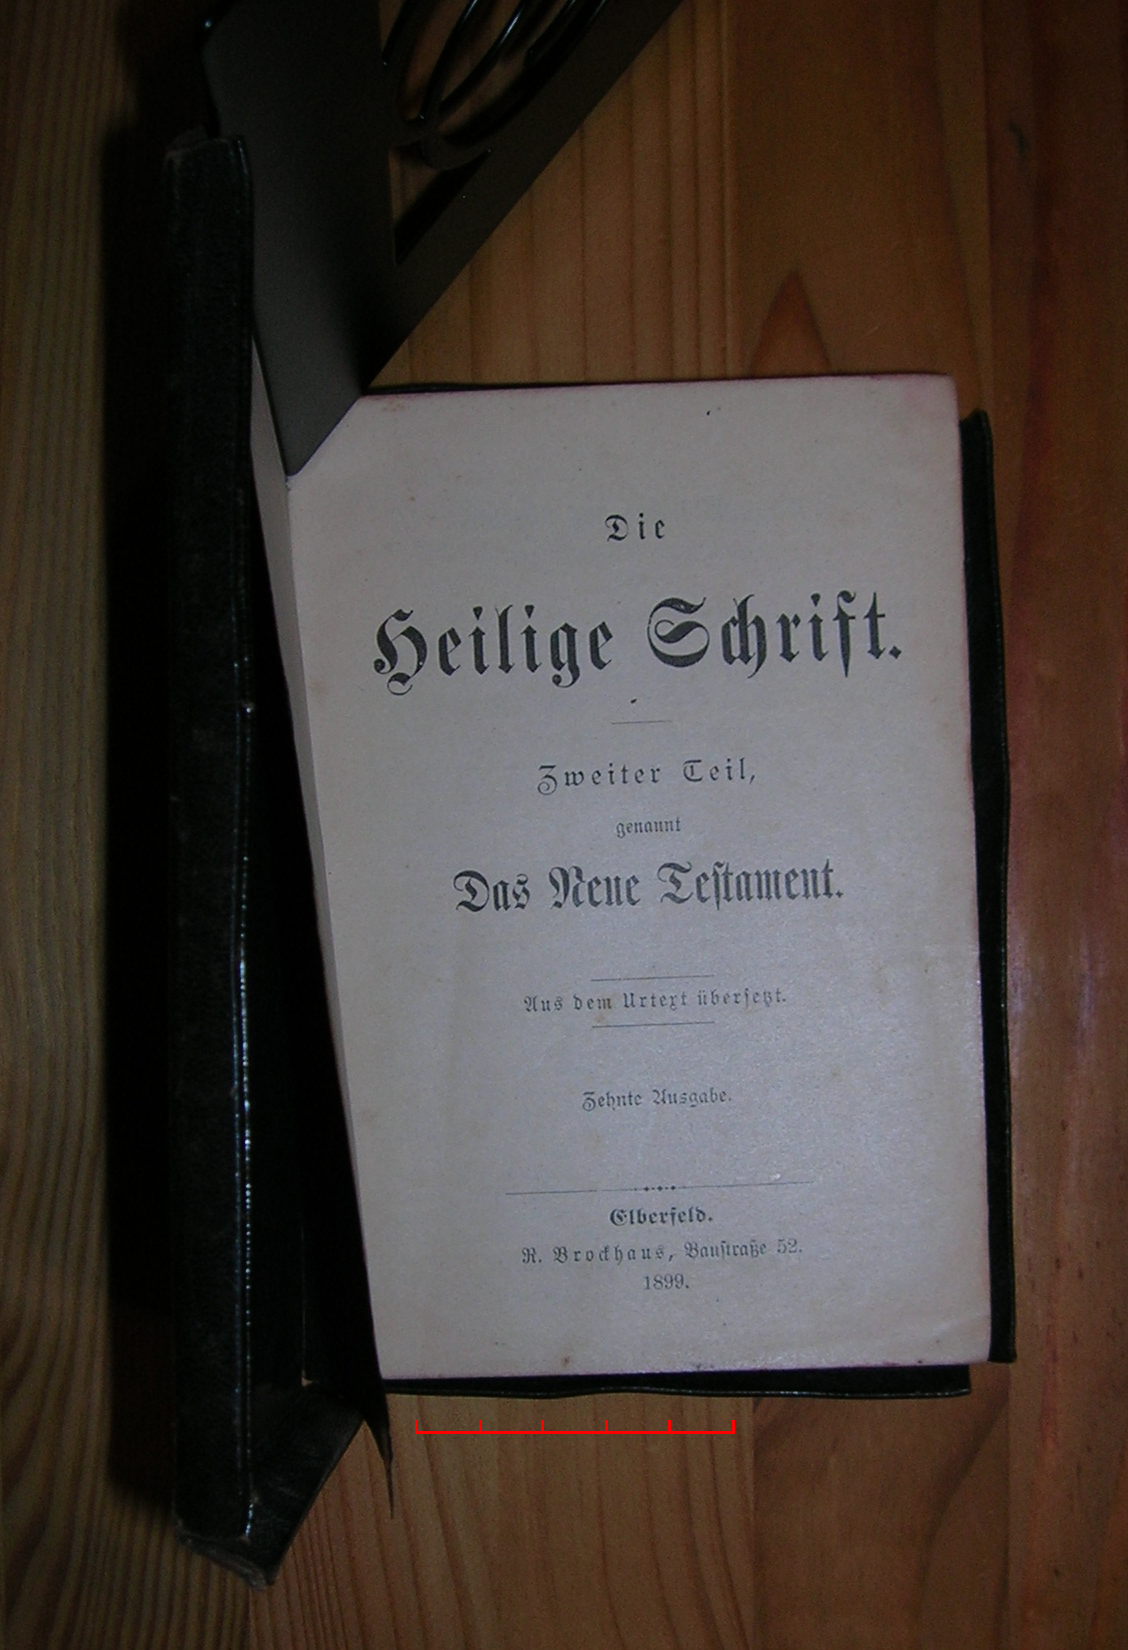 Die
Heilige Schrift.
Zweiter Teil,
genannt
Das Neue Testament.
Aus dem Urtext übersetzt.
Zehnte Ausgabe.
Elberfeld.
R. Brockhaus, Baustraße 52.
1899.